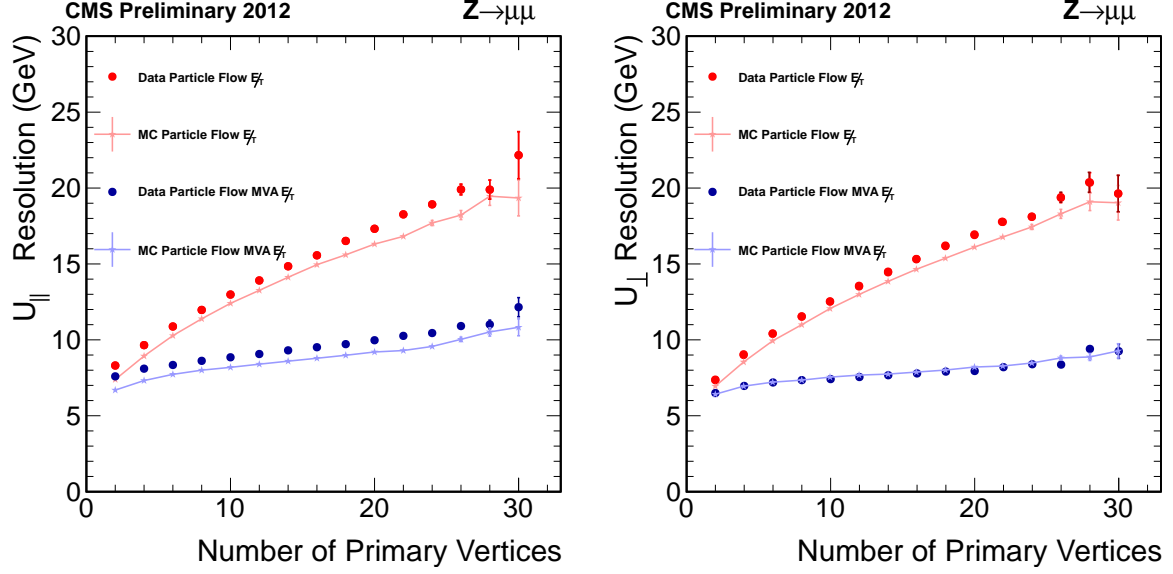 CMS Preliminary 2012 Z→μμ
U∥ Resolution (GeV)
30
25
20
15
10
5
0
Data Particle Flow E̸T
MC Particle Flow E̸T
Data Particle Flow MVA E̸T
MC Particle Flow MVA E̸T
0 10 20 30
Number of Primary Vertices
CMS Preliminary 2012 Z→μμ
U⊥ Resolution (GeV)
30
25
20
15
10
5
0
Data Particle Flow E̸T
MC Particle Flow E̸T
Data Particle Flow MVA E̸T
MC Particle Flow MVA E̸T
0 10 20 30
Number of Primary Vertices